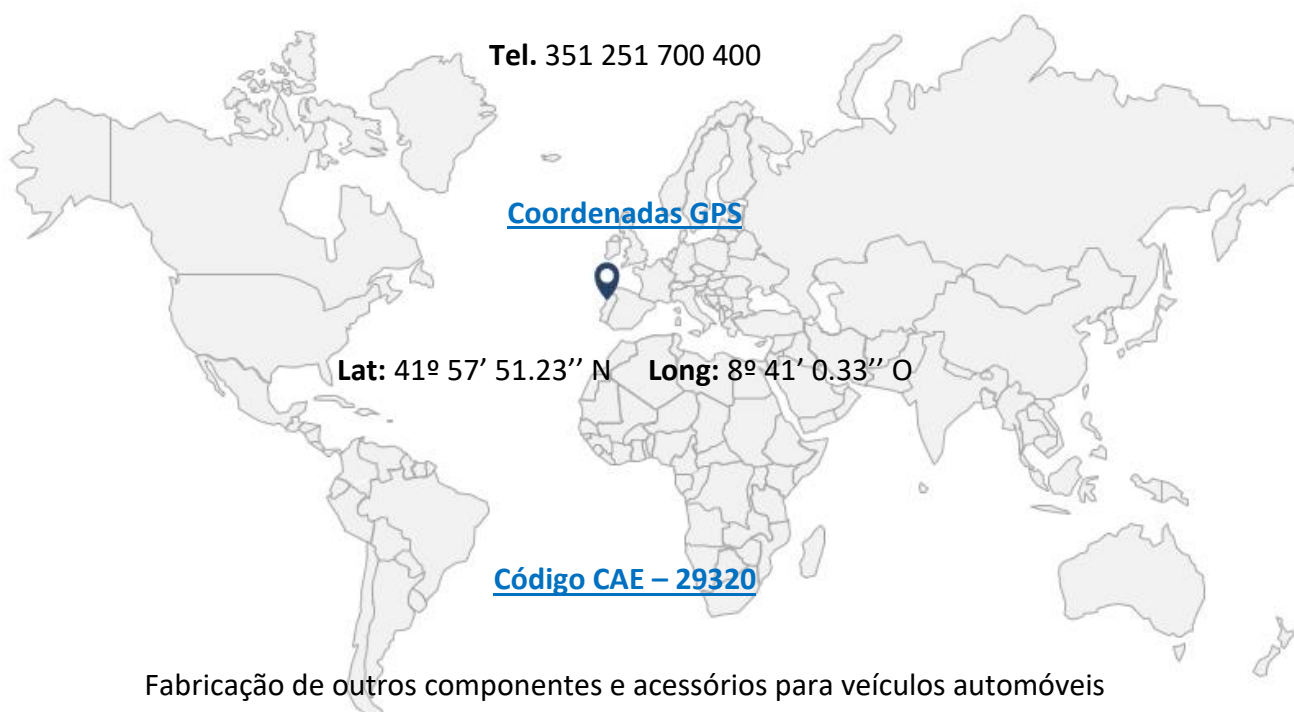 Tel. 351 251 700 400
Coordenadas GPS
Lat: 41º 57’ 51.23’’ N Long: 8º 41’ 0.33’’ O
Código CAE – 29320
Fabricação de outros componentes e acessórios para veículos automóveis